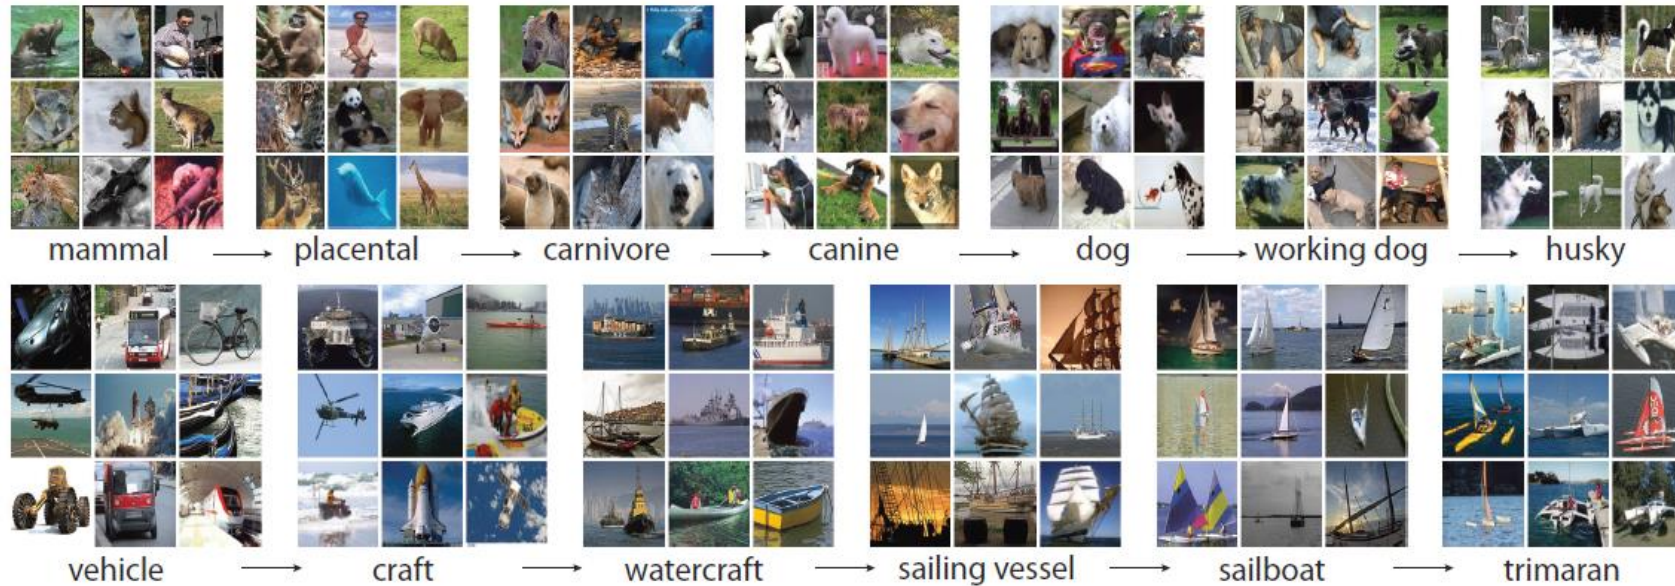 mammal → placental → carnivore → canine → dog → working dog → husky
vehicle → craft → watercraft → sailing vessel → sailboat → trimaran